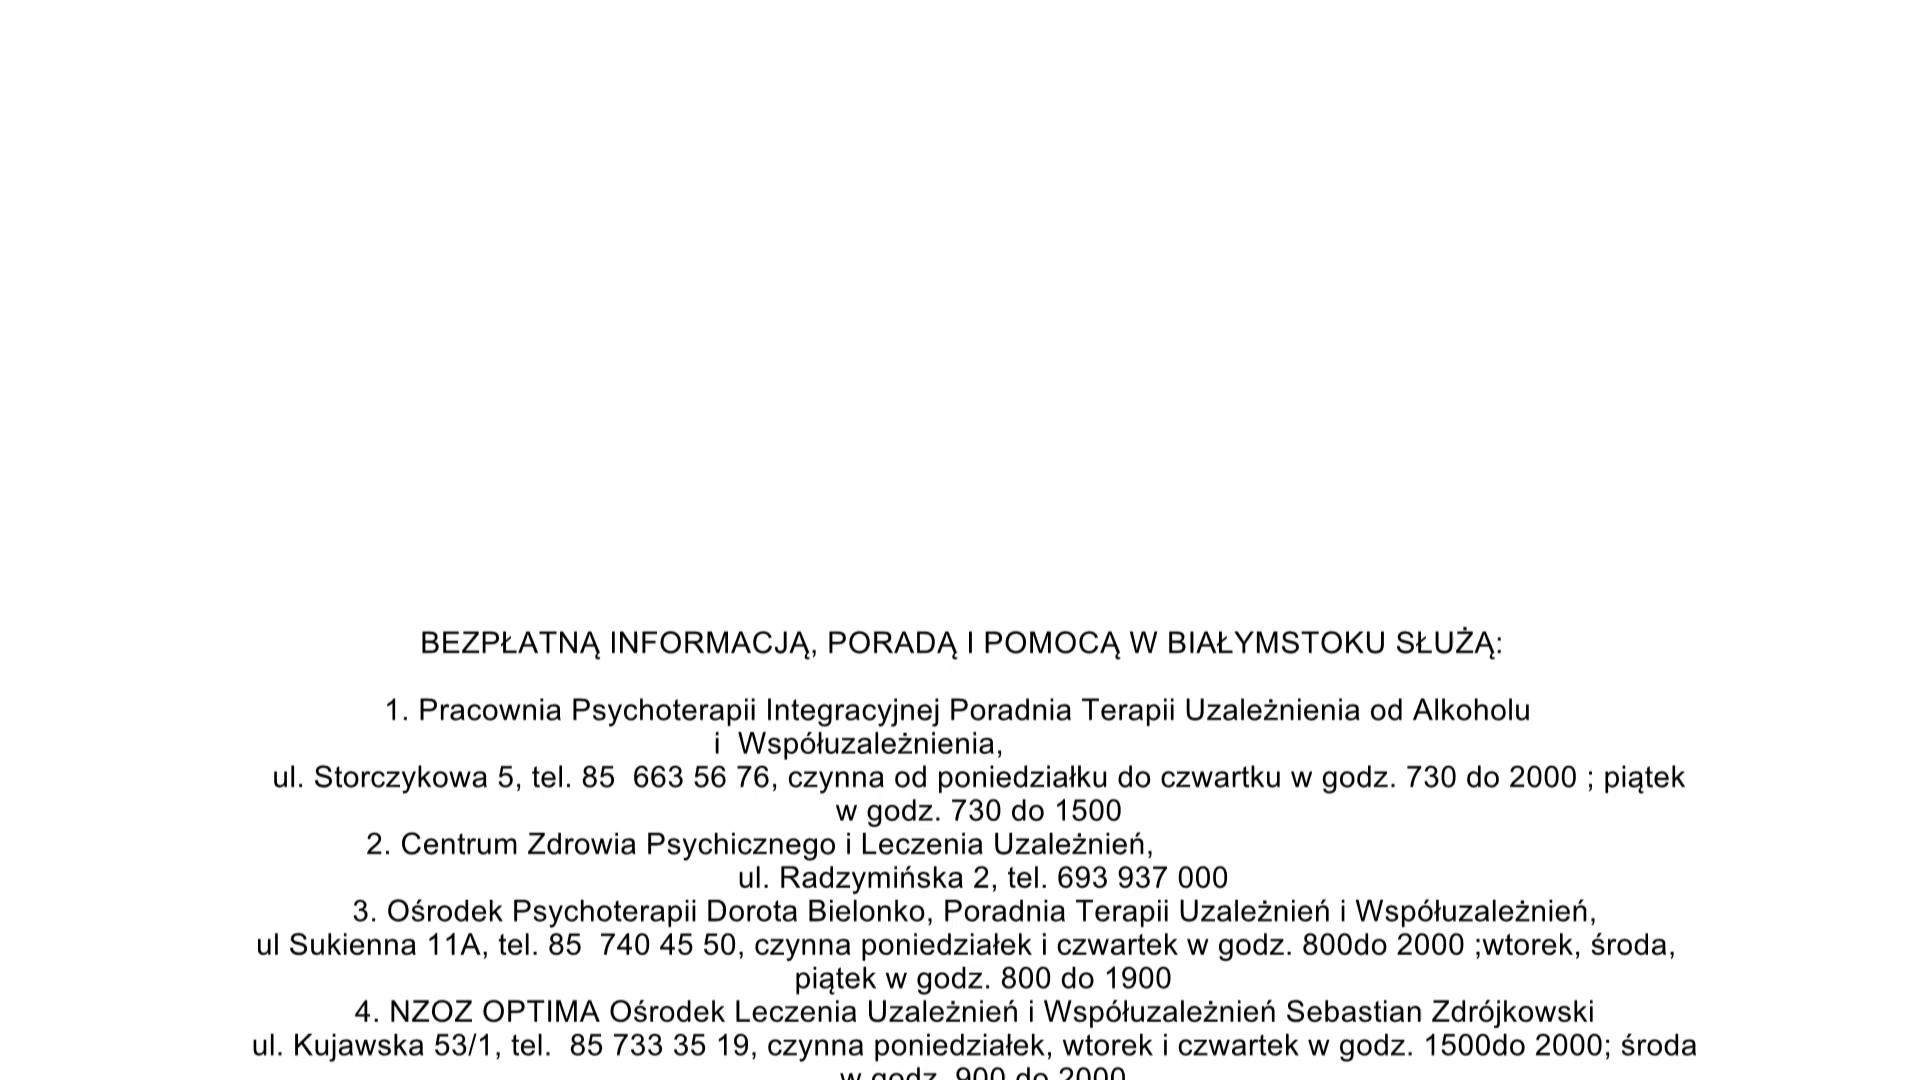 BEZPŁATNĄ INFORMACJĄ, PORADĄ I POMOCĄ W BIAŁYMSTOKU SŁUŻĄ:
1. Pracownia Psychoterapii Integracyjnej Poradnia Terapii Uzależnienia od Alkoholu
i  Współuzależnienia,
ul. Storczykowa 5, tel. 85  663 56 76, czynna od poniedziałku do czwartku w godz. 730 do 2000 ; piątek
w godz. 730 do 1500
2. Centrum Zdrowia Psychicznego i Leczenia Uzależnień,
ul. Radzymińska 2, tel. 693 937 000
3. Ośrodek Psychoterapii Dorota Bielonko, Poradnia Terapii Uzależnień i Współuzależnień,
ul Sukienna 11A, tel. 85  740 45 50, czynna poniedziałek i czwartek w godz. 800do 2000 ;wtorek, środa,
piątek w godz. 800 do 1900
4. NZOZ OPTIMA Ośrodek Leczenia Uzależnień i Współuzależnień Sebastian Zdrójkowski
ul. Kujawska 53/1, tel.  85 733 35 19, czynna poniedziałek, wtorek i czwartek w godz. 1500do 2000; środa
w godz. 900 do 2000